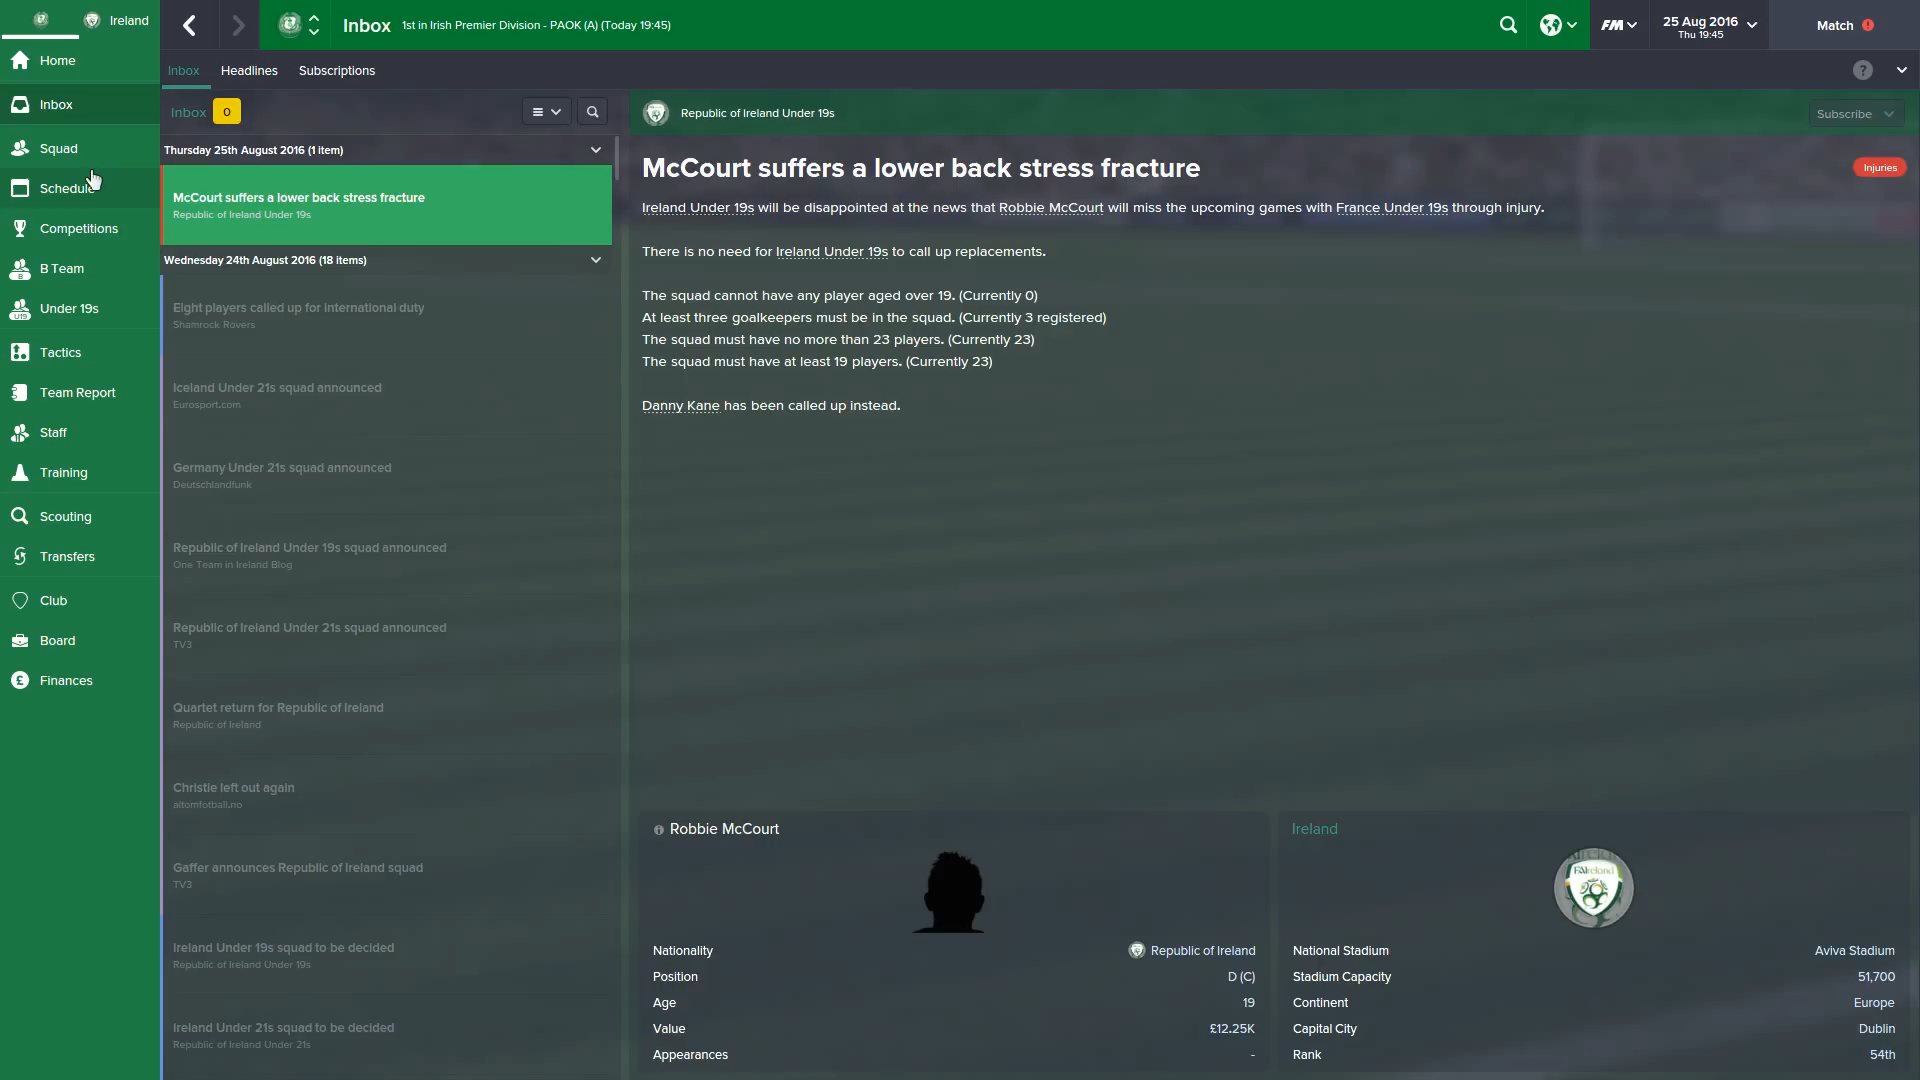 Ireland
Inbox 1st in Irish Premier Division - PAOK (A) (Today 19:45)
FM
25 Aug 2016
Thu 19:45
Match
Home
Inbox
Squad
Schedule
Competitions
B Team
Under 19s
Tactics
Team Report
Staff
Training
Scouting
Transfers
Club
Board
Finances
Inbox Headlines Subscriptions
Inbox 0
Thursday 25th August 2016 (1 item)
McCourt suffers a lower back stress fracture
Republic of Ireland Under 19s
Wednesday 24th August 2016 (18 items)
Eight players called up for international duty
Shamrock Rovers
Iceland Under 21s squad announced
Eurosport.com
Germany Under 21s squad announced
Deutschlandfunk
Republic of Ireland Under 19s squad announced
One Team in Ireland Blog
Republic of Ireland Under 21s squad announced
TV3
Quartet return for Republic of Ireland
Republic of Ireland
Christie left out again
altomfotball.no
Gaffer announces Republic of Ireland squad
TV3
Ireland Under 19s squad to be decided
Republic of Ireland Under 19s
Ireland Under 21s squad to be decided
Republic of Ireland Under 21s
Republic of Ireland Under 19s
Subscribe
McCourt suffers a lower back stress fracture
Injuries
Ireland Under 19s will be disappointed at the news that Robbie McCourt will miss the upcoming games with France Under 19s through injury.
There is no need for Ireland Under 19s to call up replacements.
The squad cannot have any player aged over 19. (Currently 0)
At least three goalkeepers must be in the squad. (Currently 3 registered)
The squad must have no more than 23 players. (Currently 23)
The squad must have at least 19 players. (Currently 23)
Danny Kane has been called up instead.
Robbie McCourt
Nationality Republic of Ireland
Position D (C)
Age 19
Value £12.25K
Appearances -
Ireland
National Stadium Aviva Stadium
Stadium Capacity 51,700
Continent Europe
Capital City Dublin
Rank 54th